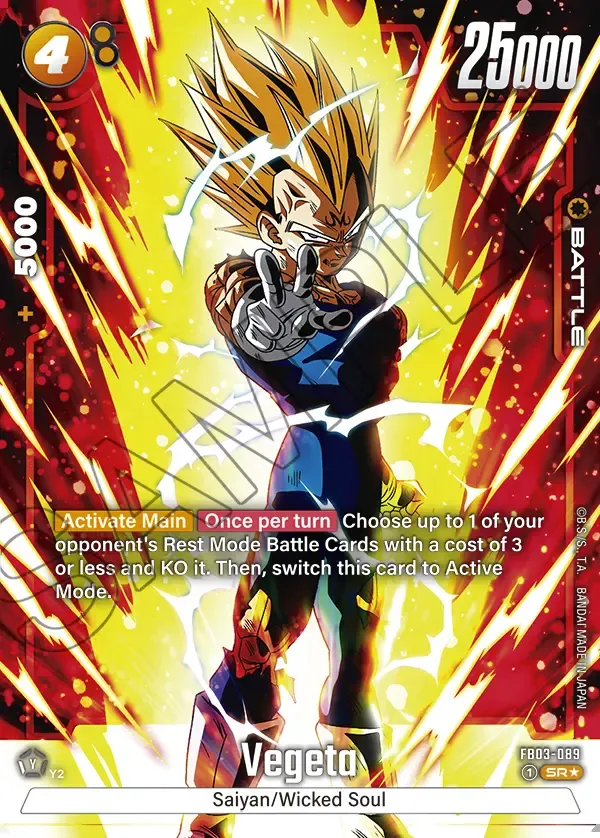 4
25000
+ 5000
BATTLE
SAMPLE
Activate Main Once per turn Choose up to 1 of your
opponent's Rest Mode Battle Cards with a cost of 3
or less and KO it. Then, switch this card to Active
Mode.
©B.S./S., T.A. BANDAI MADE IN JAPAN
Y
Y2
Vegeta
FB03-089
1 SR★
Saiyan/Wicked Soul